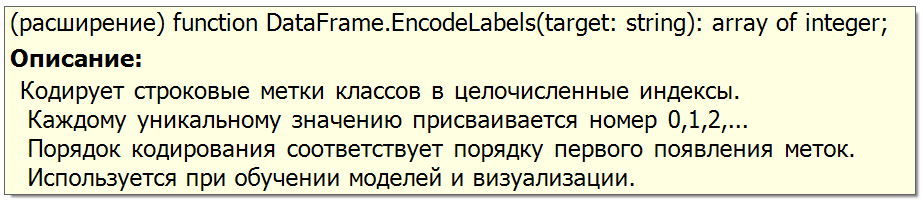 (расширение) function DataFrame.EncodeLabels(target: string): array of integer;
Описание:
Кодирует строковые метки классов в целочисленные индексы.
Каждому уникальному значению присваивается номер 0,1,2,...
Порядок кодирования соответствует порядку первого появления меток.
Используется при обучении моделей и визуализации.